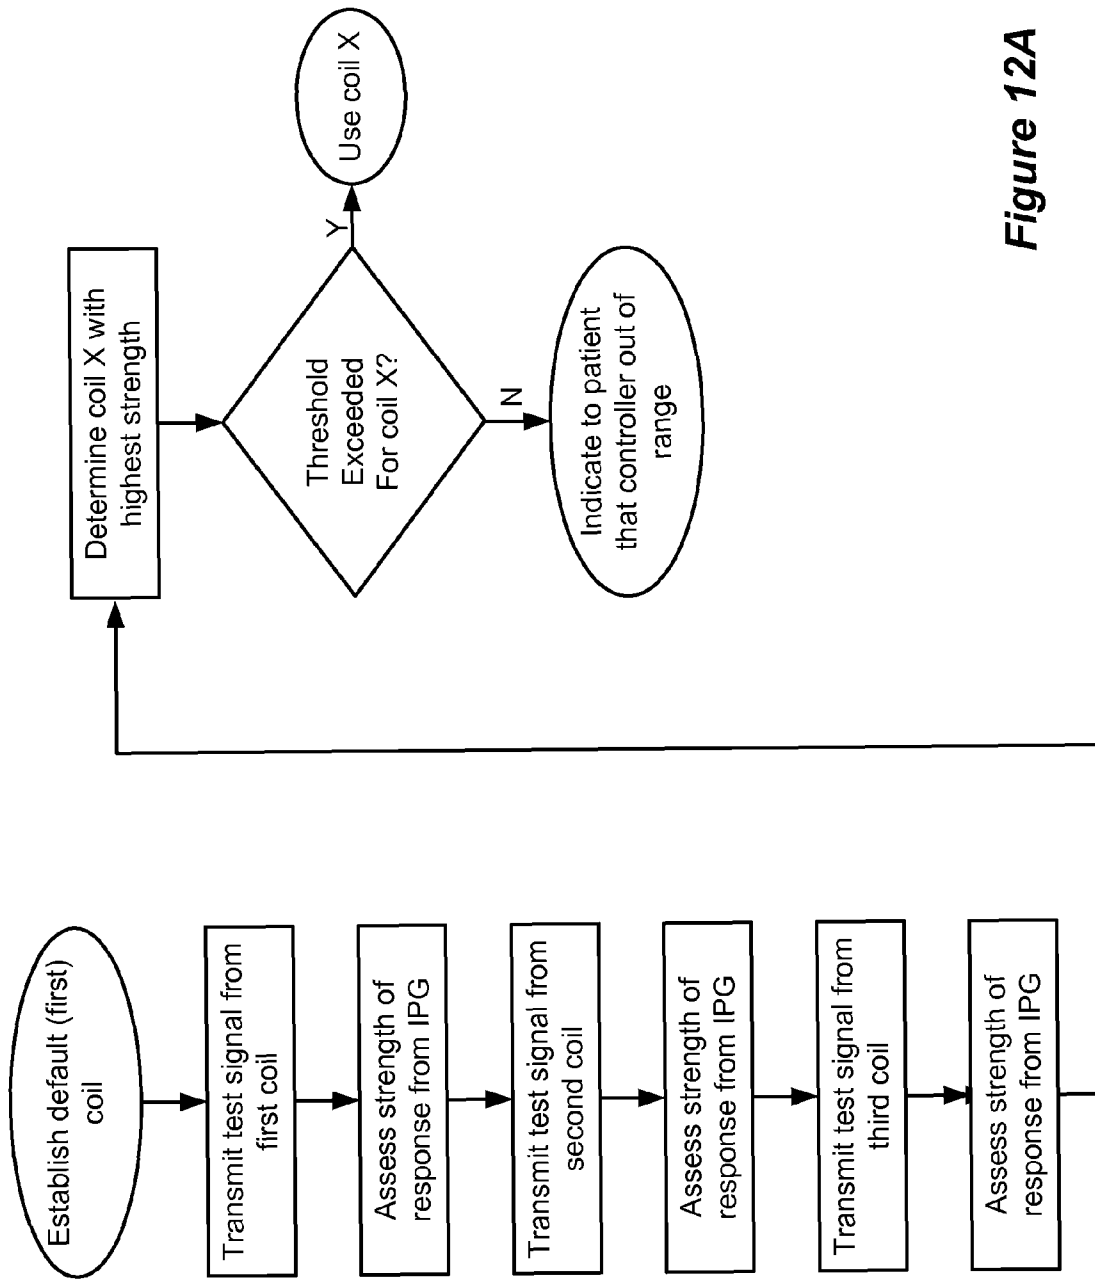 Establish default (first)
coil
Transmit test signal from
first coil
Assess strength of
response from IPG
Transmit test signal from
second coil
Assess strength of
response from IPG
Transmit test signal from
third coil
Assess strength of
response from IPG
Determine coil X with
highest strength
Threshold
Exceeded
For coil X?
Y
Use coil X
N
Indicate to patient
that controller out of
range
Figure 12A